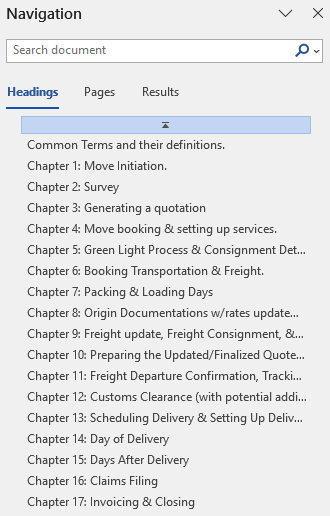 Navigation
Search document
Headings Pages Results
Common Terms and their definitions.
Chapter 1: Move Initiation.
Chapter 2: Survey
Chapter 3: Generating a quotation
Chapter 4: Move booking & setting up services.
Chapter 5: Green Light Process & Consignment Det...
Chapter 6: Booking Transportation & Freight.
Chapter 7: Packing & Loading Days
Chapter 8: Origin Documentations w/rates update...
Chapter 9: Freight update, Freight Consignment, &...
Chapter 10: Preparing the Updated/Finalized Quote...
Chapter 11: Freight Departure Confirmation, Tracki...
Chapter 12: Customs Clearance (with potential addi...
Chapter 13: Scheduling Delivery & Setting Up Deliv...
Chapter 14: Day of Delivery
Chapter 15: Days After Delivery
Chapter 16: Claims Filing
Chapter 17: Invoicing & Closing